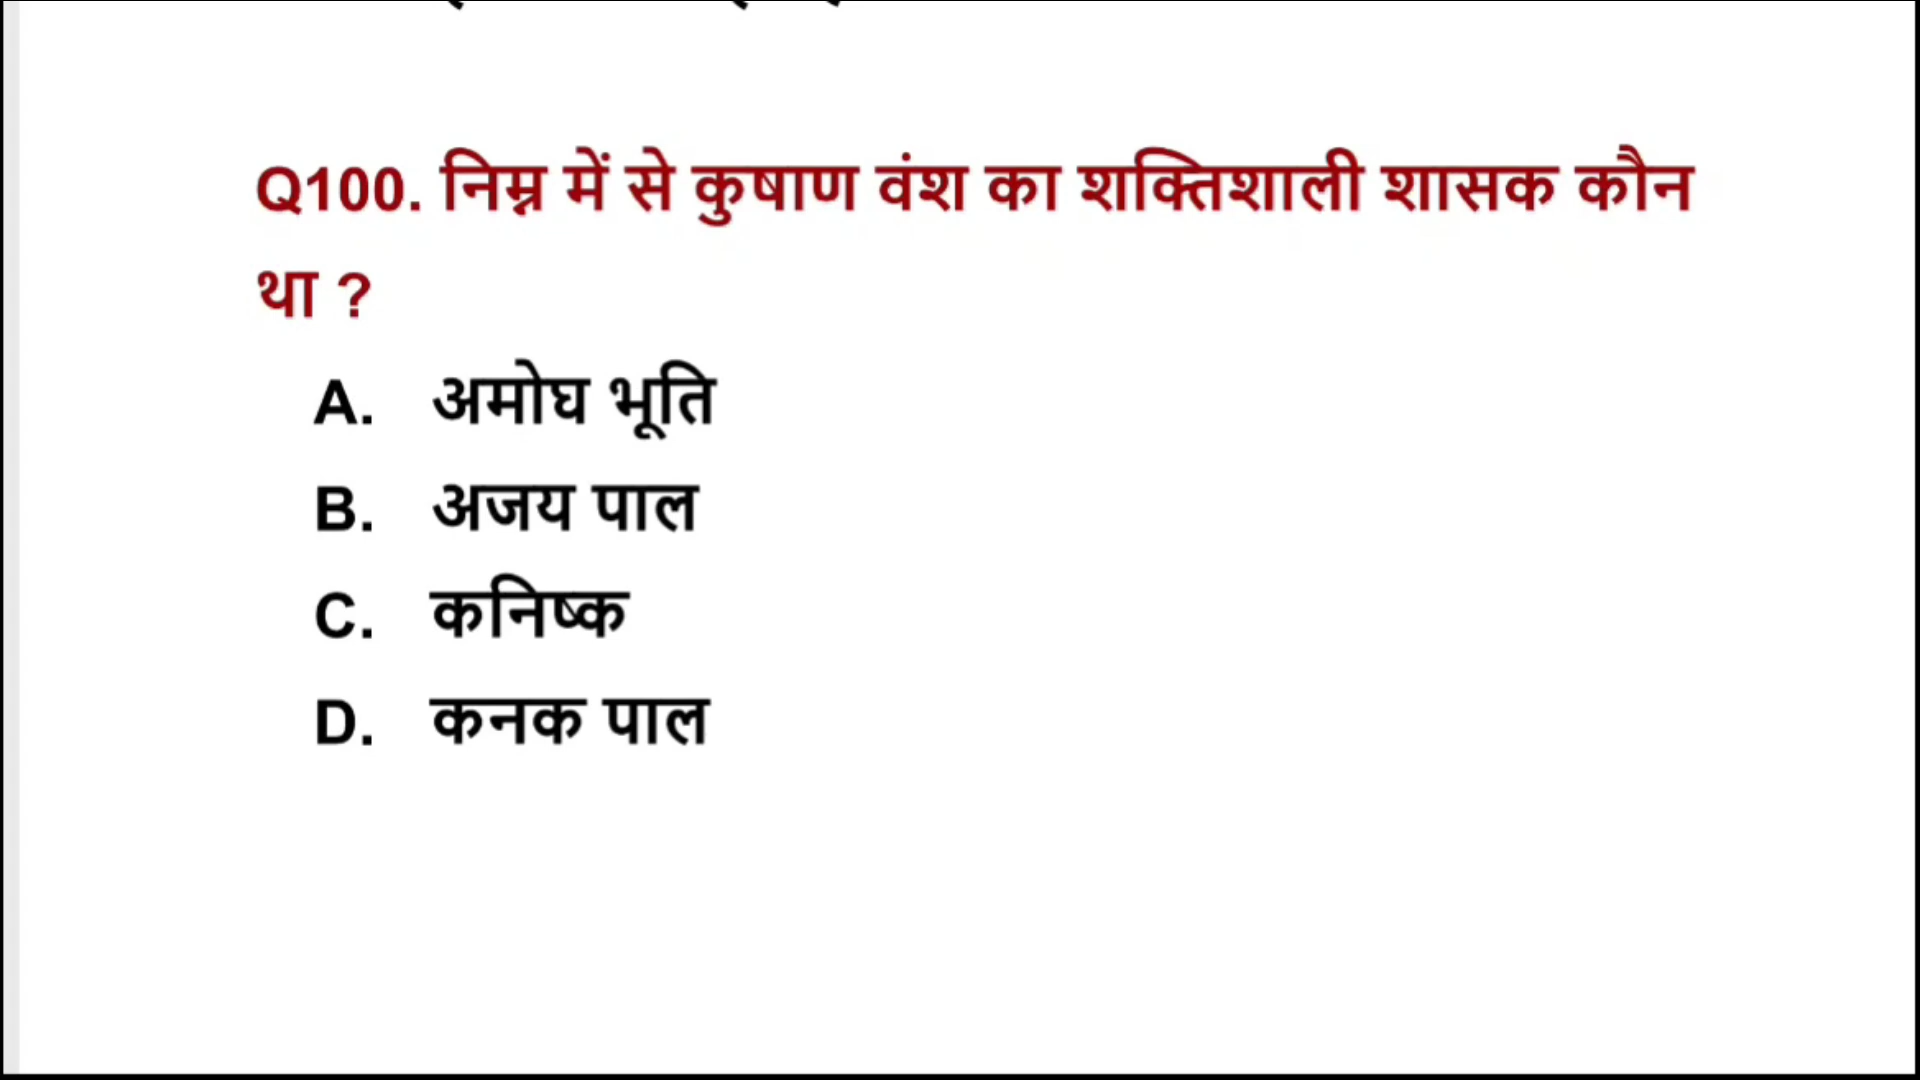 Q100. निम्न में से कुषाण वंश का शक्तिशाली शासक कौन
था ?
A. अमोघ भूति
B. अजय पाल
C. कनिष्क
D. कनक पाल